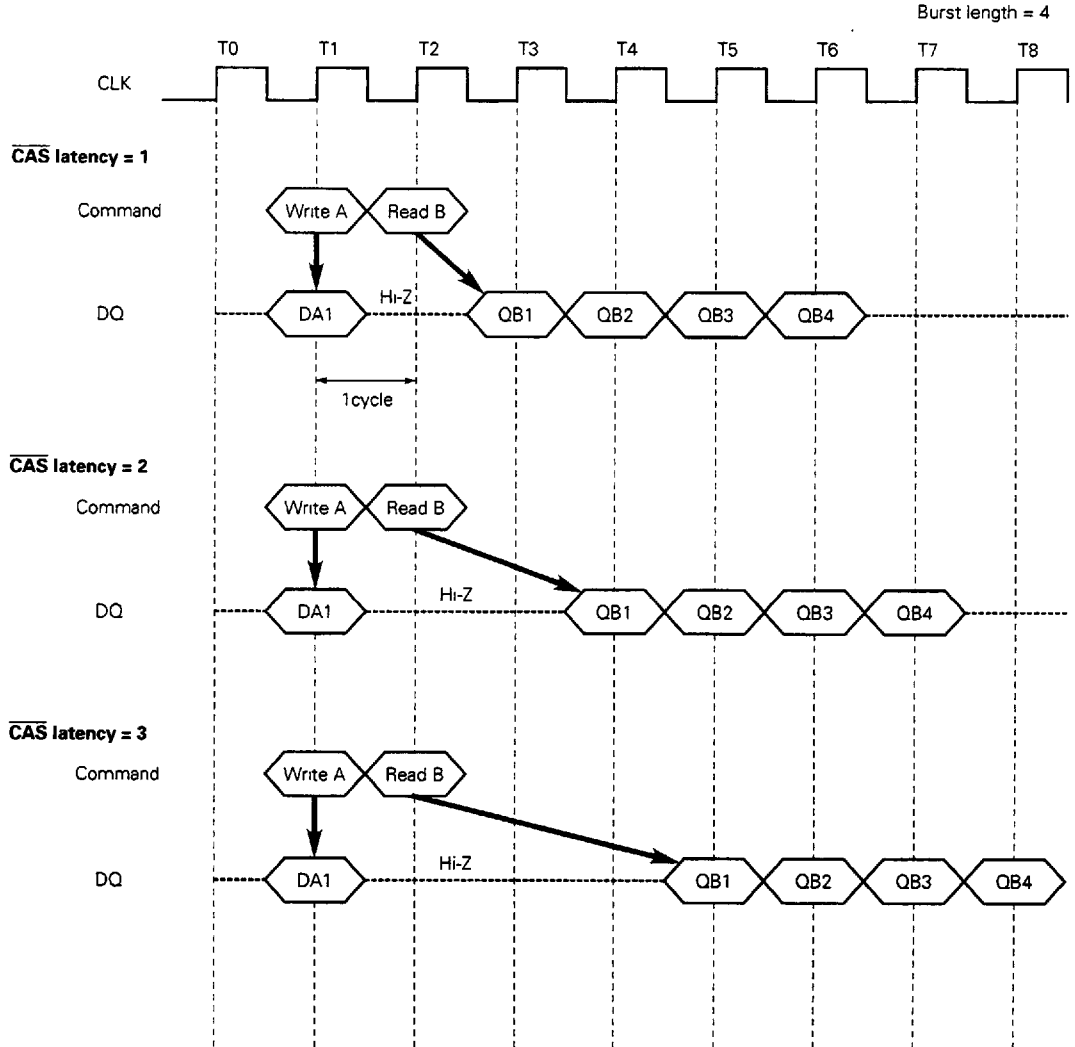 Burst length = 4
T0 T1 T2 T3 T4 T5 T6 T7 T8
CLK
CAS latency = 1
Command Write A Read B
DQ DA1 Hi-Z QB1 QB2 QB3 QB4
1cycle
CAS latency = 2
Command Write A Read B
DQ DA1 Hi-Z QB1 QB2 QB3 QB4
CAS latency = 3
Command Write A Read B
DQ DA1 Hi-Z QB1 QB2 QB3 QB4